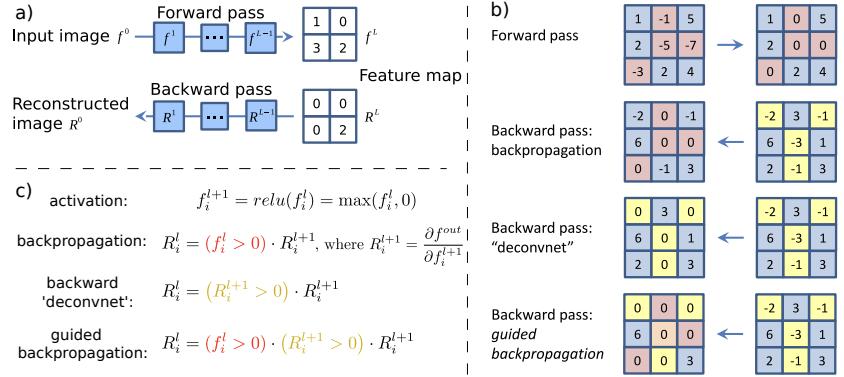 a)
Forward pass
Input image f^0
f^1
...
f^{L-1}
1 0
3 2
f^L
Feature map
Backward pass
Reconstructed
image R^0
R^1
...
R^{L-1}
0 0
0 2
R^L
b)
Forward pass
1 -1 5
2 -5 -7
-3 2 4
1 0 5
2 0 0
0 2 4
Backward pass:
backpropagation
-2 0 -1
6 0 0
0 -1 3
-2 3 -1
6 -3 1
2 -1 3
Backward pass:
“deconvnet”
0 3 0
6 0 1
2 0 3
-2 3 -1
6 -3 1
2 -1 3
Backward pass:
guided
backpropagation
0 0 0
6 0 0
0 0 3
-2 3 -1
6 -3 1
2 -1 3
c)
activation: f_i^{l+1} = relu(f_i^l) = max(f_i^l, 0)
backpropagation: R_i^l = (f_i^l > 0) · R_i^{l+1}, where R_i^{l+1} = ∂f^{out} / ∂f_i^{l+1}
backward
'deconvnet': R_i^l = (R_i^{l+1} > 0) · R_i^{l+1}
guided
backpropagation: R_i^l = (f_i^l > 0) · (R_i^{l+1} > 0) · R_i^{l+1}